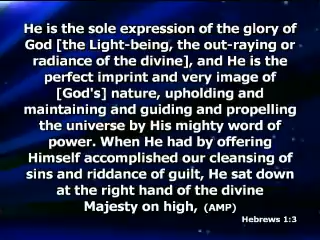 He is the sole expression of the glory of
God [the Light-being, the out-raying or
radiance of the divine], and He is the
perfect imprint and very image of
[God's] nature, upholding and
maintaining and guiding and propelling
the universe by His mighty word of
power. When He had by offering
Himself accomplished our cleansing of
sins and riddance of guilt, He sat down
at the right hand of the divine
Majesty on high, (AMP)
Hebrews 1:3